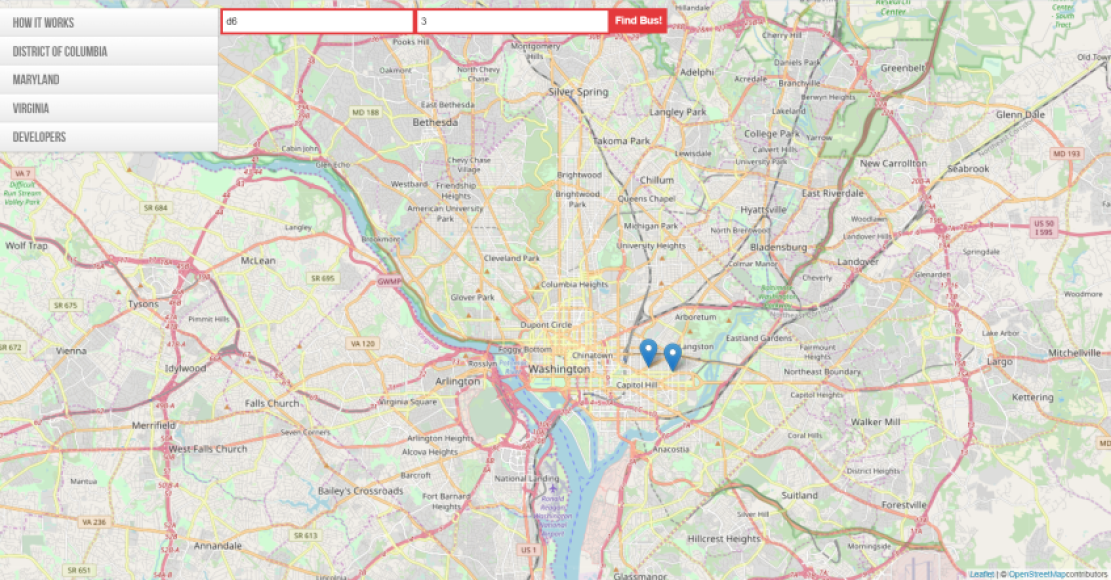 HOW IT WORKS
DISTRICT OF COLUMBIA
MARYLAND
VIRGINIA
DEVELOPERS
d6
3
Find Bus!
Hillandale
Research
Center
Center
- South
Tract
Pooks Hill
Montgomery
Hills
Cherry Hill
Oakmont
North Chevy
Chase
Adelphi
Daniels Park
Greenbelt
Old Town
Acredale
Branchville
Silver Spring
Berwyn Heights
MD 188
East Bethesda
Bethesda
Langley Park
Lakeland
Glenn Dale
Takoma Park
College Park
Yarrow
Cabin John
Lewisdale
Calvert Hills
MD 193
Glen Echo
Chevy Chase
Village
University Park
New Carrollton
Seabrook
VA 7
Difficult
Run Stream
Valley Park
Westbard
Friendship
Heights
Brightwood
Chillum
East Riverdale
SR 684
American University
Park
Brightwood
Park
Queens Chapel
Hyattsville
Langley
Michigan Park
North Brentwood
Woodlawn
US 50
I 595
Wolf Trap
Brookmont
University Heights
Bladensburg
Landover Hills
McLean
Cleveland Park
Colmar Manor
Landover
Springdale
SR 695
GWMP
Columbia Heights
Cheverly
Glenarden
Tysons
SR 675
Glover Park
Woodmore
Pimmit Hills
Arboretum
Dupont Circle
Eastland Gardens
Lake Arbor
SR 672
Vienna
VA 120
Foggy Bottom
Chinatown
Langston
Fairmount
Heights
Mitchellville
Idylwood
Rosslyn
Washington
Northeast Boundary
Largo
Arlington
Capitol Hill
Capitol Heights
Falls Church
Virginia Square
Kettering
Merrifield
Seven Corners
Arlington Heights
Coral Hills
Walker Mill
West Falls Church
Alcova Heights
Anacostia
MD
Mantua
Barcroft
National Landing
District Heights
Bailey's Crossroads
Fort Barnard
Heights
Ronald
Reagan
Washington
National
Airport
Suitland
Forestville
VA 236
Silver Hill
SR 613
Hillcrest Heights
Annandale
US 1
Morningside
SR 651
Lincolnia
Glassmanor
Leaflet | © OpenStreetMap contributors